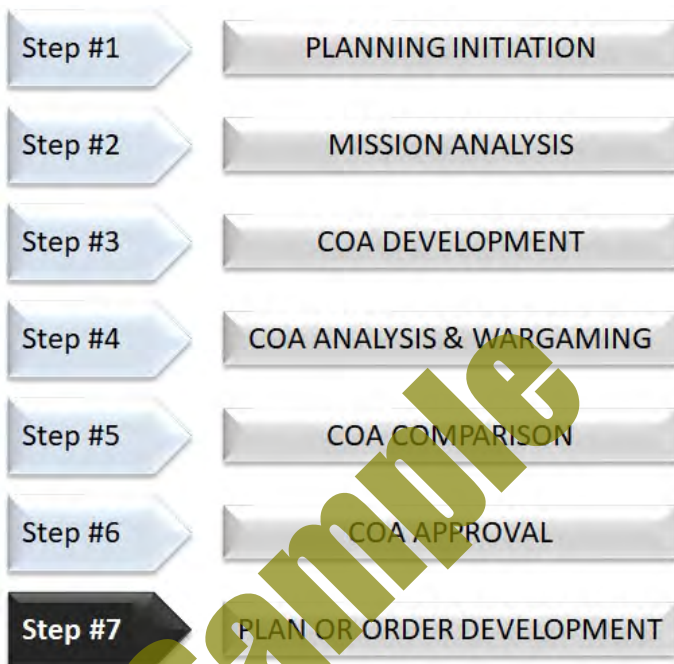 Step #1 PLANNING INITIATION
Step #2 MISSION ANALYSIS
Step #3 COA DEVELOPMENT
Step #4 COA ANALYSIS & WARGAMING
Step #5 COA COMPARISON
Step #6 COA APPROVAL
Step #7 PLAN OR ORDER DEVELOPMENT
Sample